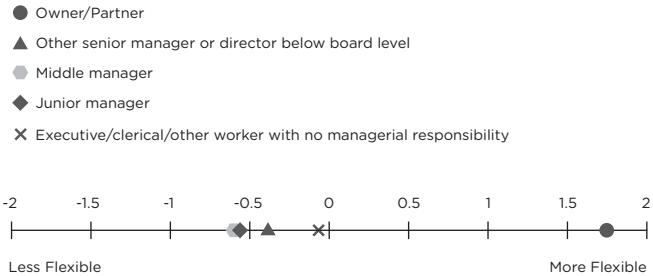 Owner/Partner
Other senior manager or director below board level
Middle manager
Junior manager
Executive/clerical/other worker with no managerial responsibility
-2 -1.5 -1 -0.5 0 0.5 1 1.5 2
Less Flexible More Flexible